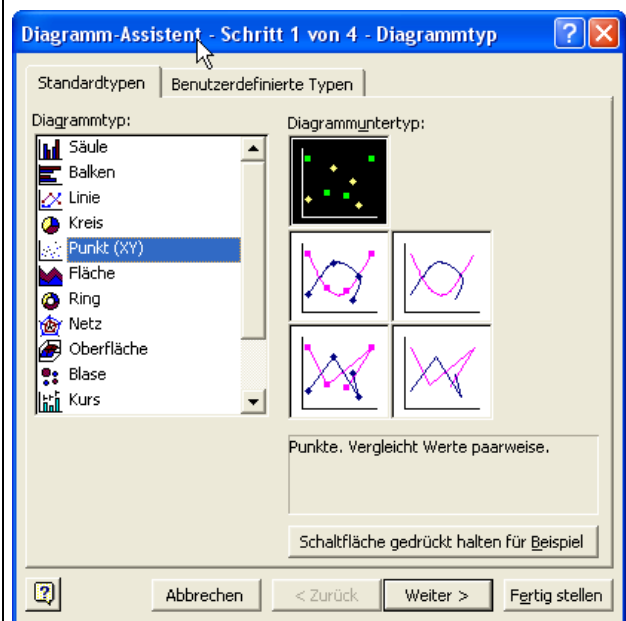 Diagramm-Assistent - Schritt 1 von 4 - Diagrammtyp
Standardtypen
Benutzerdefinierte Typen
Diagrammtyp:
Säule
Balken
Linie
Kreis
Punkt (XY)
Fläche
Ring
Netz
Oberfläche
Blase
Kurs
Diagrammuntertyp:
Punkte. Vergleicht Werte paarweise.
Schaltfläche gedrückt halten für Beispiel
Abbrechen
< Zurück
Weiter >
Fertig stellen